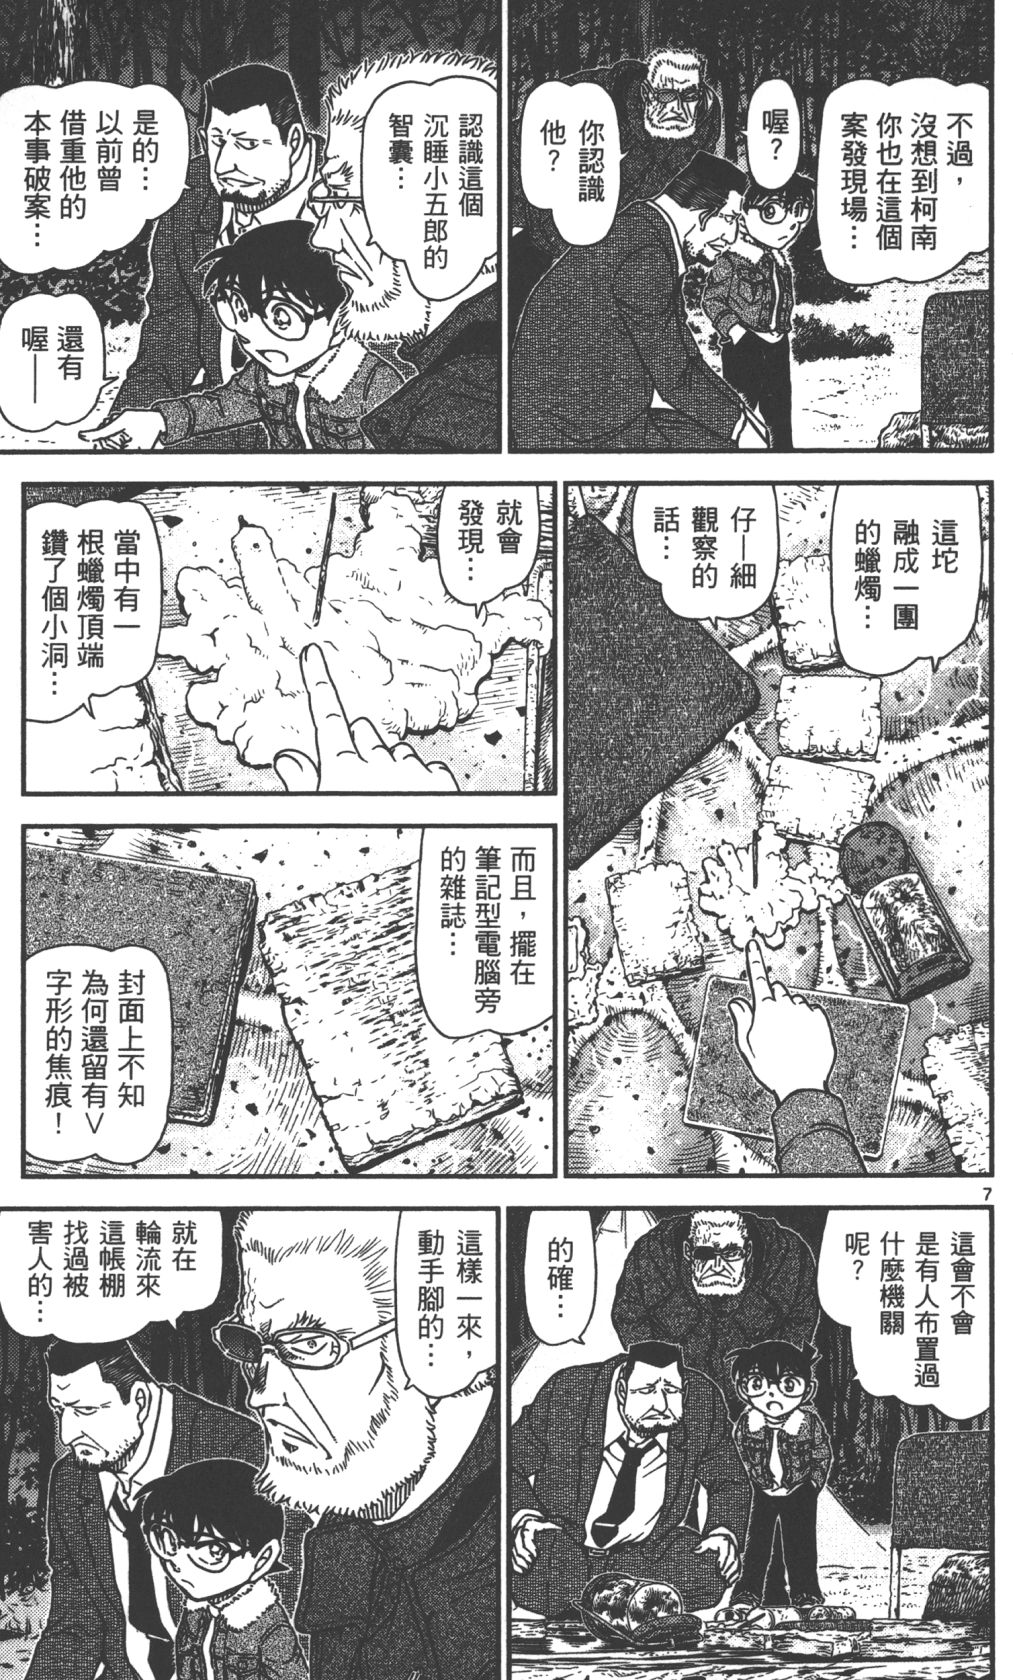 不過，
沒想到柯南
你也在這個
案發現場…
喔？
你認識
他？
認識這個
沉睡小五郎的
智囊…
是的…
以前曾
借重他的
本事破案…
還有
喔──
這坨
融成一團
的蠟燭…
仔─細
觀察的
話…
就會
發現…
當中有一
根蠟燭頂端
鑽了個小洞…
而且，擺在
筆記型電腦旁
的雜誌…
封面上不知
為何還留有V
字形的焦痕！
7
這會不會
是有人布置過
什麼機關
呢？
的確…
這樣一來，
動手腳的…
就在
輪流來
這帳棚
找過被
害人的…